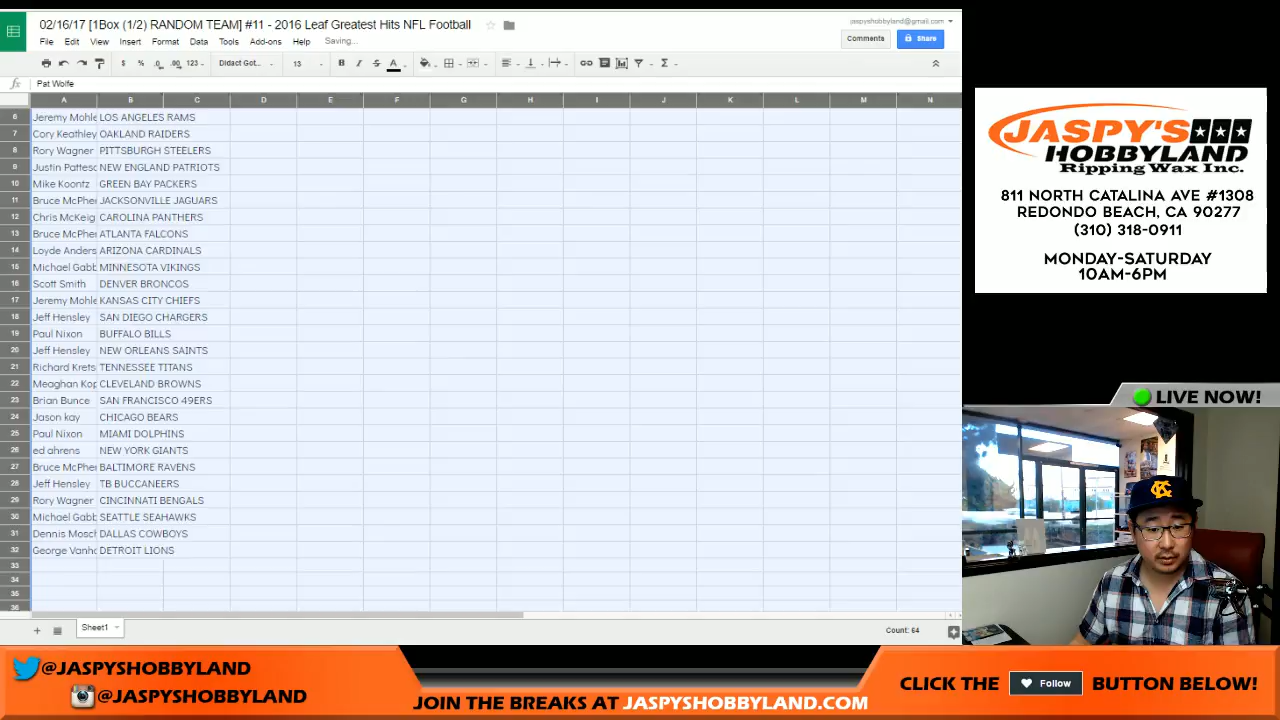 02/16/17 [1Box (1/2) RANDOM TEAM] #11 - 2016 Leaf Greatest Hits NFL Football
jaspyshobbyland@gmail.com
File Edit View Insert Format Data Tools Add-ons Help Saving...
Comments
Share
$ % .0 .00 123 Didact Got... 13 B I S A
fx Pat Wolfe
A B C D E F G H I J K L M N
6 Jeremy Mohle LOS ANGELES RAMS
7 Cory Keathley OAKLAND RAIDERS
8 Rory Wagner PITTSBURGH STEELERS
9 Justin Pattesc NEW ENGLAND PATRIOTS
10 Mike Koontz GREEN BAY PACKERS
11 Bruce McPhe JACKSONVILLE JAGUARS
12 Chris McKeig CAROLINA PANTHERS
13 Bruce McPhe ATLANTA FALCONS
14 Loyde Anders ARIZONA CARDINALS
15 Michael Gabb MINNESOTA VIKINGS
16 Scott Smith DENVER BRONCOS
17 Jeremy Mohle KANSAS CITY CHIEFS
18 Jeff Hensley SAN DIEGO CHARGERS
19 Paul Nixon BUFFALO BILLS
20 Jeff Hensley NEW ORLEANS SAINTS
21 Richard Krets TENNESSEE TITANS
22 Meaghan Kop CLEVELAND BROWNS
23 Brian Bunce SAN FRANCISCO 49ERS
24 Jason kay CHICAGO BEARS
25 Paul Nixon MIAMI DOLPHINS
26 ed ahrens NEW YORK GIANTS
27 Bruce McPhe BALTIMORE RAVENS
28 Jeff Hensley TB BUCCANEERS
29 Rory Wagner CINCINNATI BENGALS
30 Michael Gabb SEATTLE SEAHAWKS
31 Dennis Mosch DALLAS COWBOYS
32 George Vanho DETROIT LIONS
33
34
35
36
Sheet1
Count: 64
JASPY'S
HOBBYLAND
Ripping Wax Inc.
811 NORTH CATALINA AVE #1308
REDONDO BEACH, CA 90277
(310) 318-0911
MONDAY-SATURDAY
10AM-6PM
LIVE NOW!
KC
@JASPYSHOBBYLAND
@JASPYSHOBBYLAND
JOIN THE BREAKS AT JASPYSHOBBYLAND.COM
CLICK THE Follow BUTTON BELOW!